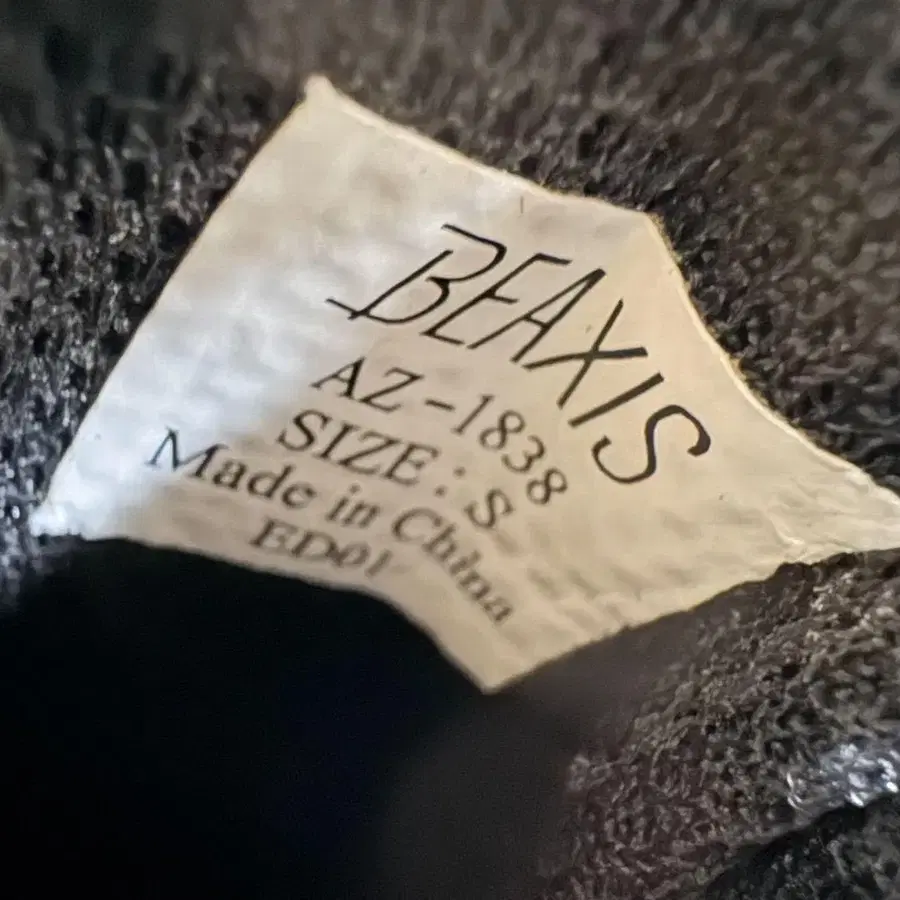 BEAXIS
AZ-1838
SIZE: S
Made in China
ED01